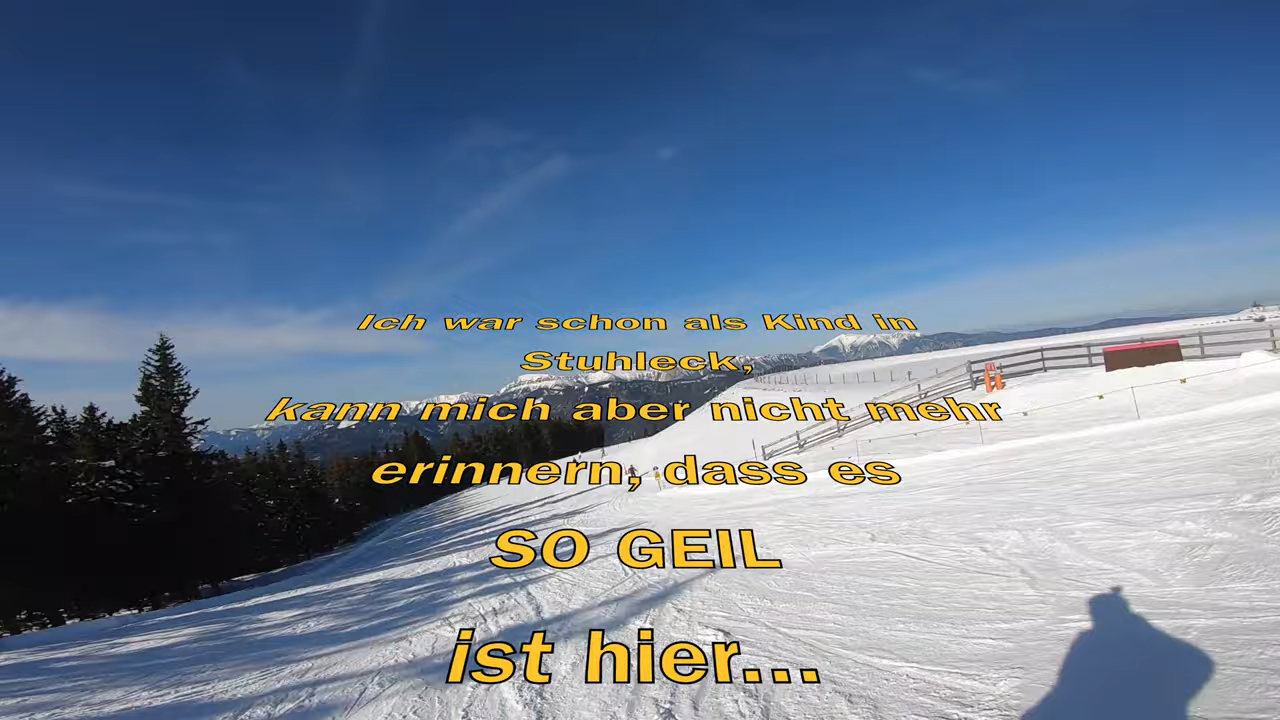 Ich war schon als Kind in
Stuhleck,
kann mich aber nicht mehr
erinnern, dass es
SO GEIL
ist hier...